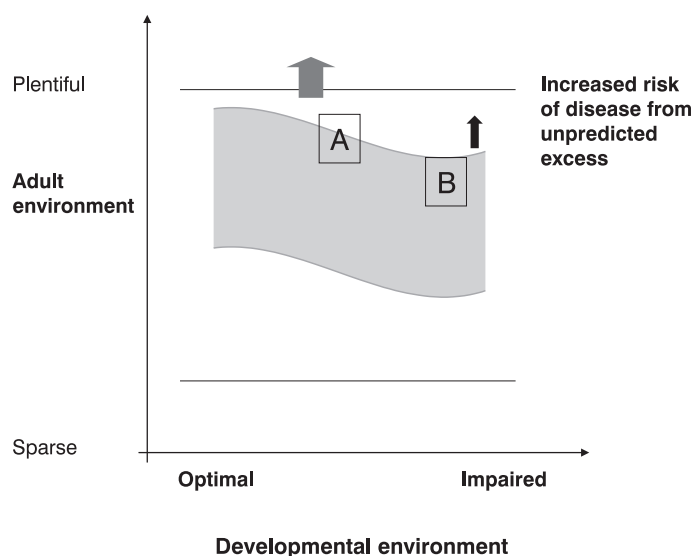 Plentiful
Increased risk
of disease from
unpredicted
excess
A
Adult
environment
B
Sparse
Optimal
Impaired
Developmental environment